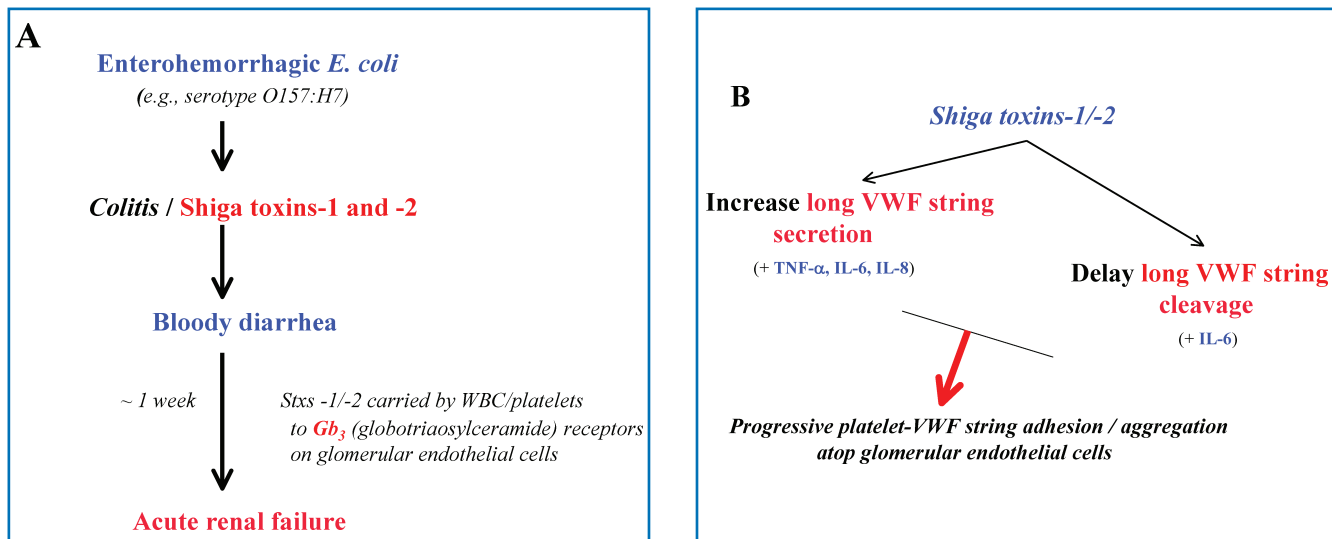 A
Enterohemorrhagic E. coli
(e.g., serotype O157:H7)
Colitis / Shiga toxins-1 and -2
Bloody diarrhea
~ 1 week
Stxs -1/-2 carried by WBC/platelets
to Gb3 (globotriaosylceramide) receptors
on glomerular endothelial cells
Acute renal failure
B
Shiga toxins-1/-2
Increase long VWF string
secretion
(+ TNF-α, IL-6, IL-8)
Delay long VWF string
cleavage
(+ IL-6)
Progressive platelet-VWF string adhesion / aggregation
atop glomerular endothelial cells